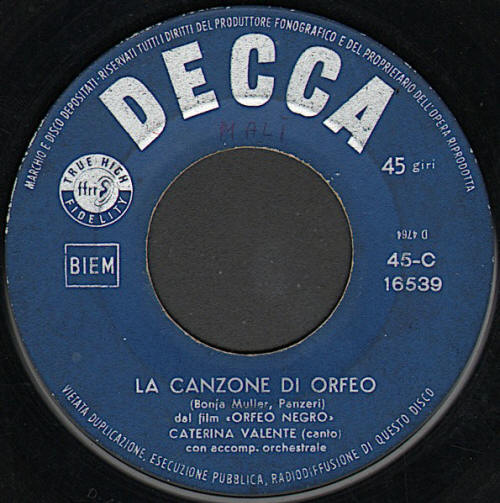 MARCHIO E DISCO DEPOSITATI - RISERVATI TUTTI I DIRITTI DEL PRODUTTORE FONOGRAFICO E DEL PROPRIETARIO DELL'OPERA RIPRODOTTA
DECCA
MALI
TRUE HIGH
ffrr
FIDELITY
45 giri
D 4764
BIEM
45-C
16539
LA CANZONE DI ORFEO
(Bonfa Muller, Panzeri)
dal film «ORFEO NEGRO»
CATERINA VALENTE (canto)
con accomp. orchestrale
VIETATA DUPLICAZIONE, ESECUZIONE PUBBLICA, RADIODIFFUSIONE DI QUESTO DISCO